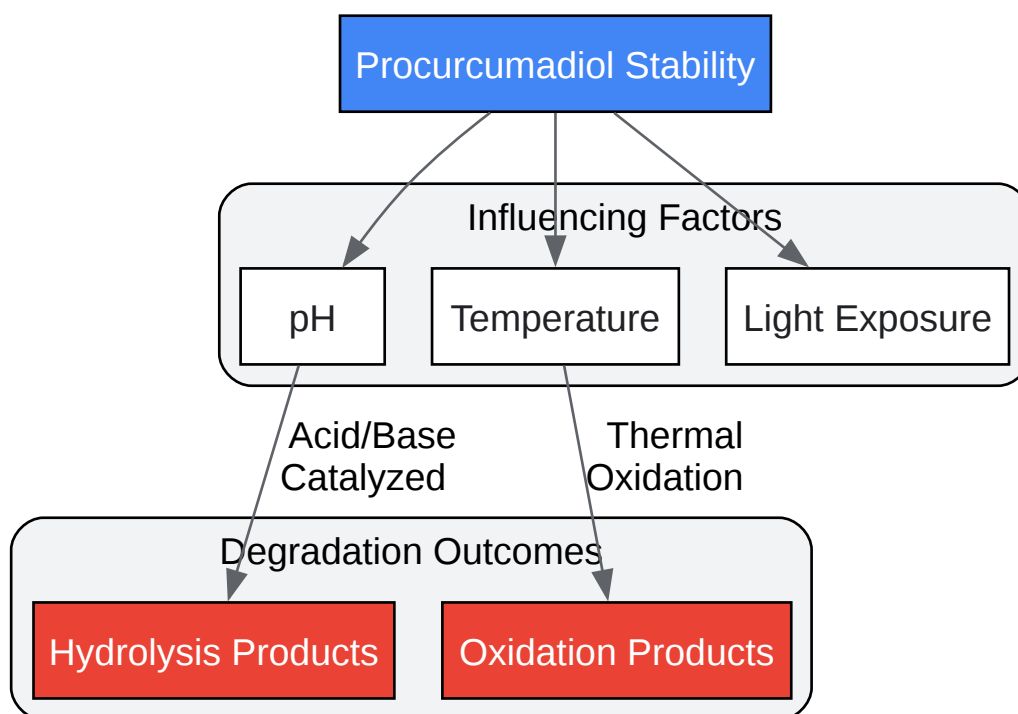 Procurcumadiol Stability
Influencing Factors
pH
Temperature
Light Exposure
Acid/Base
Catalyzed
Thermal
Oxidation
Degradation Outcomes
Hydrolysis Products
Oxidation Products